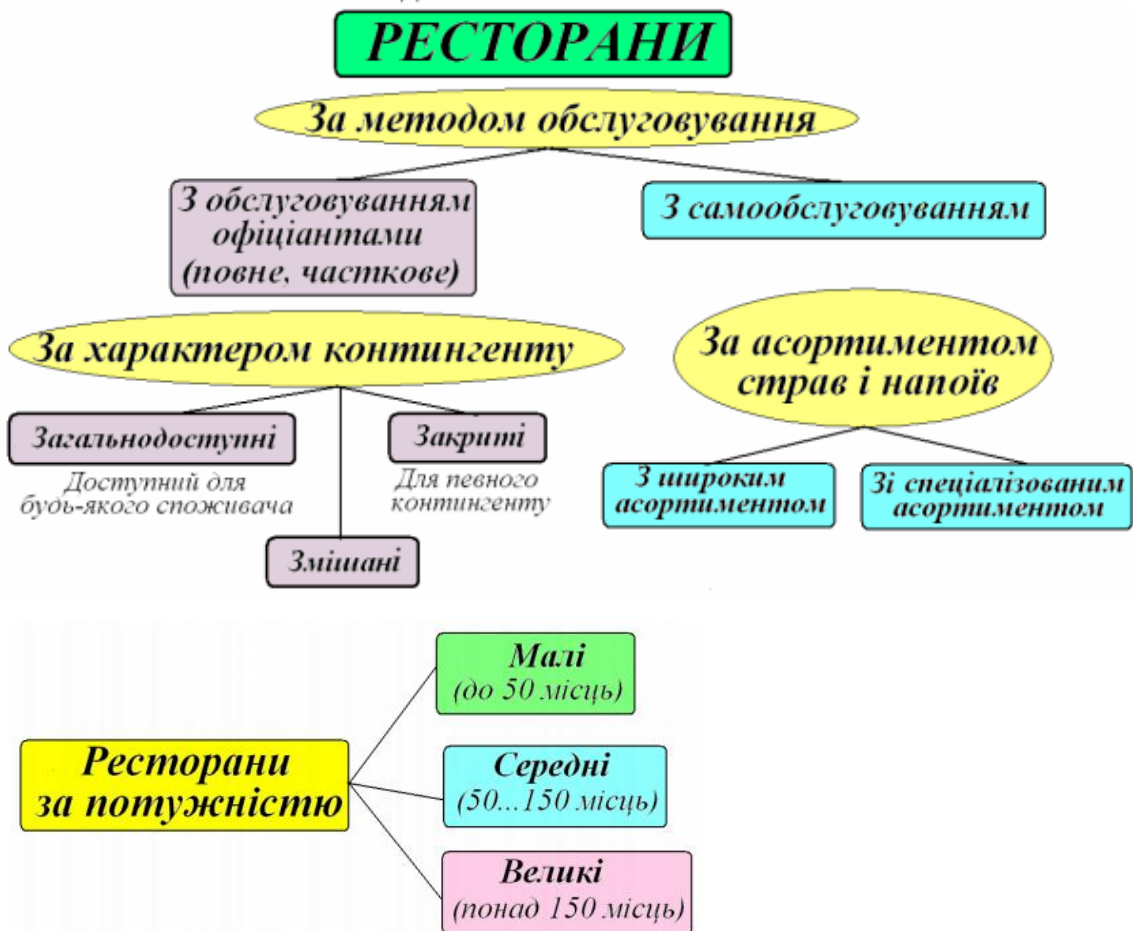 РЕСТОРАНИ
За методом обслуговування
З обслуговуванням
офіціантами
(повне, часткове)
З самообслуговуванням
За характером контингенту
Загальнодоступні
Доступний для
будь-якого споживача
Закриті
Для певного
контингенту
Змішані
За асортиментом
страв і напоїв
З широким
асортиментом
Зі спеціалізованим
асортиментом
Ресторани
за потужністю
Малі
(до 50 місць)
Середні
(50...150 місць)
Великі
(понад 150 місць)